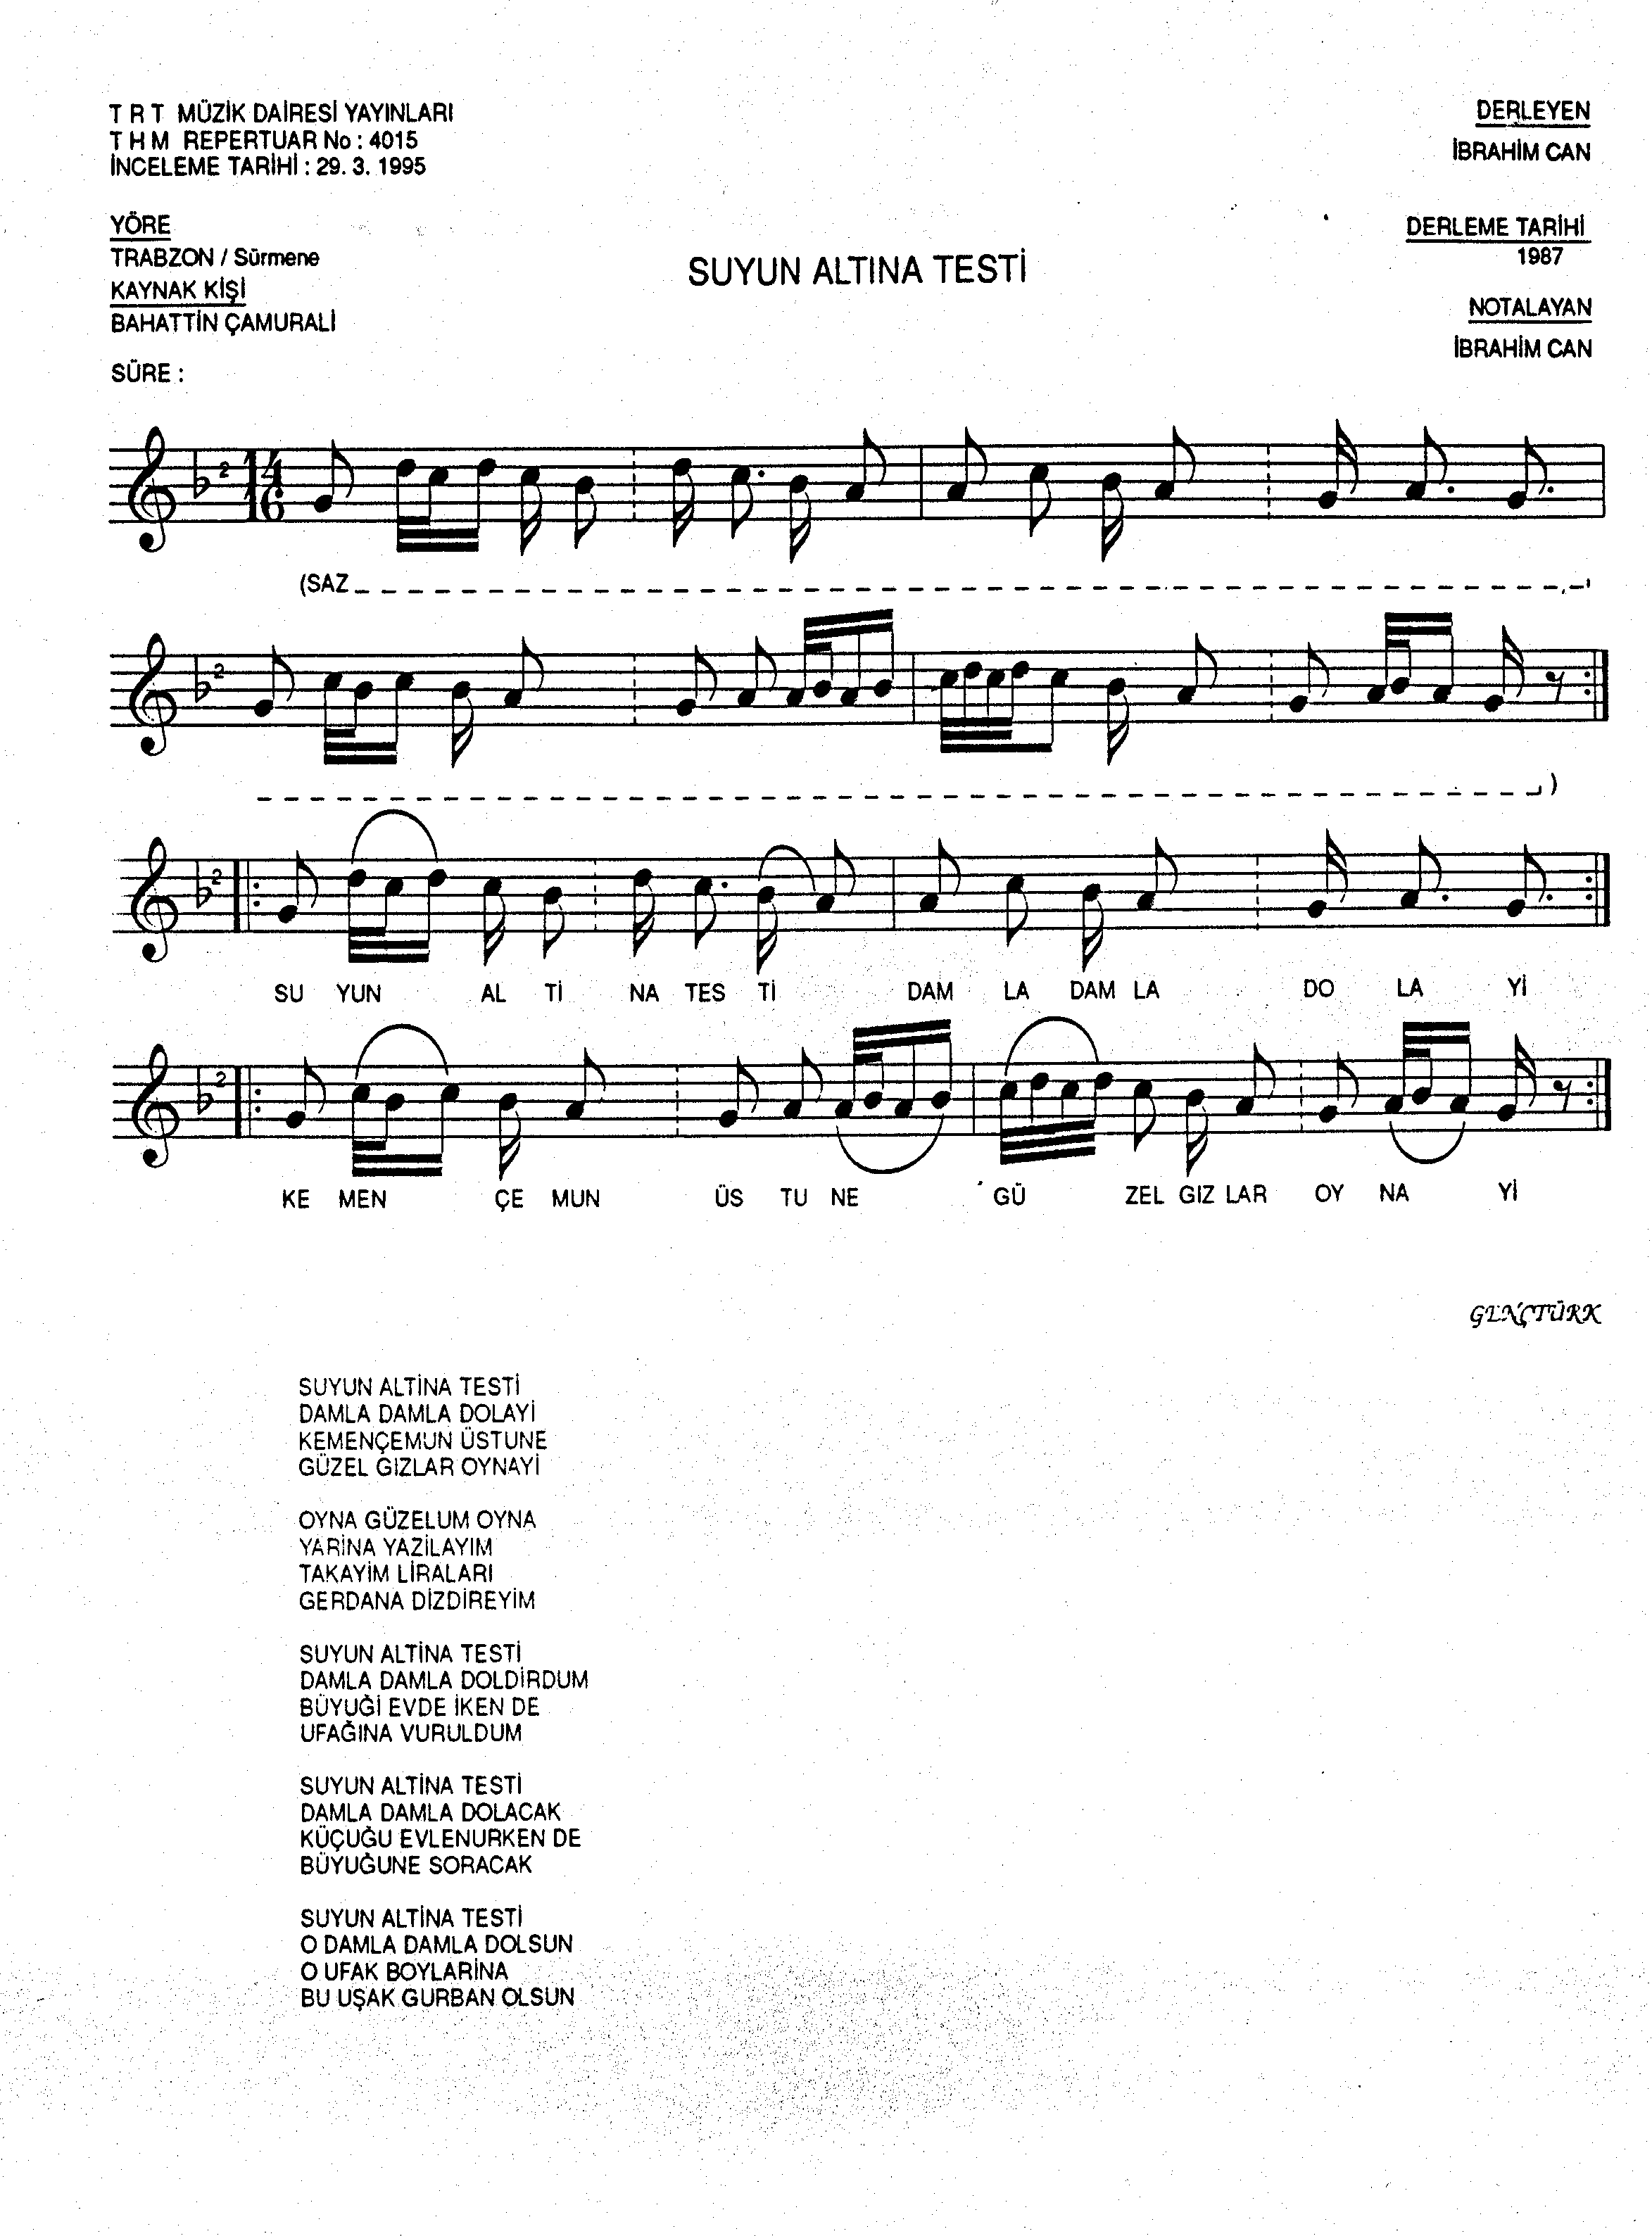 T R T MÜZİK DAİRESİ YAYINLARI
T H M REPERTUAR No : 4015
İNCELEME TARİHİ : 29. 3. 1995
DERLEYEN
İBRAHİM CAN
YÖRE
TRABZON / Sürmene
KAYNAK KİŞİ
BAHATTİN ÇAMURALİ
SÜRE :
SUYUN ALTINA TESTİ
DERLEME TARİHİ
1987
NOTALAYAN
İBRAHİM CAN
2 14 16
(SAZ
2
)
2
SU YUN AL Tİ NA TES Tİ DAM LA DAM LA DO LA Yİ
2
KE MEN ÇE MUN ÜS TU NE GÜ ZEL GIZ LAR OY NA Yİ
GENÇTÜRK
SUYUN ALTİNA TESTİ
DAMLA DAMLA DOLAYİ
KEMENÇEMUN ÜSTUNE
GÜZEL GIZLAR OYNAYİ
OYNA GÜZELUM OYNA
YARİNA YAZİLAYIM
TAKAYİM LİRALARI
GERDANA DİZDİREYİM
SUYUN ALTİNA TESTİ
DAMLA DAMLA DOLDİRDUM
BÜYUĞİ EVDE İKEN DE
UFAĞINA VURULDUM
SUYUN ALTİNA TESTİ
DAMLA DAMLA DOLACAK
KÜÇUĞU EVLENURKEN DE
BÜYUĞUNE SORACAK
SUYUN ALTİNA TESTİ
O DAMLA DAMLA DOLSUN
O UFAK BOYLARİNA
BU UŞAK GURBAN OLSUN